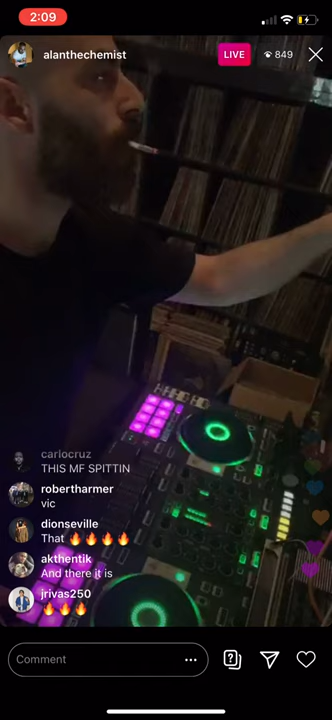 2:09
alanthechemist
LIVE
849
carlocruz
THIS MF SPITTIN
robertharmer
vic
dionseville
That 🔥🔥🔥🔥
akthentik
And there it is
jrivas250
🔥🔥🔥
Comment